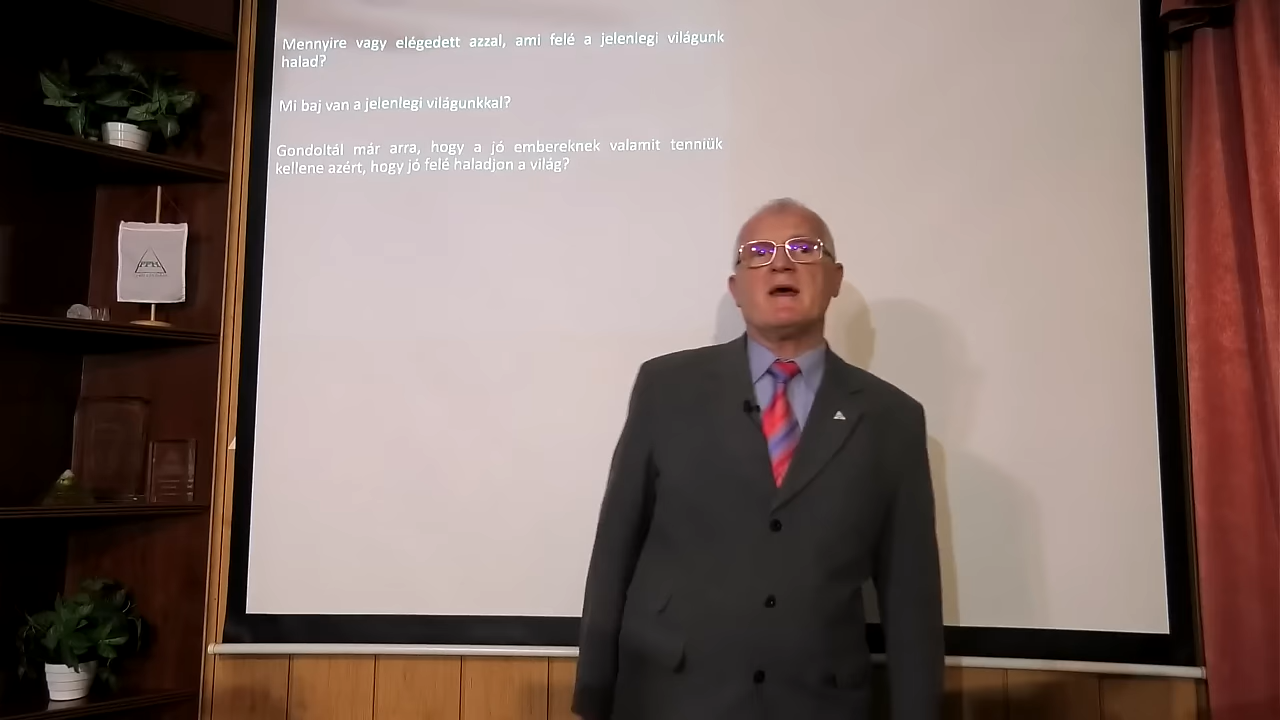 Mennyire vagy elégedett azzal, ami felé a jelenlegi világunk
halad?
Mi baj van a jelenlegi világunkkal?
Gondoltál már arra, hogy a jó embereknek valamit tenniük
kellene azért, hogy jó felé haladjon a világ?